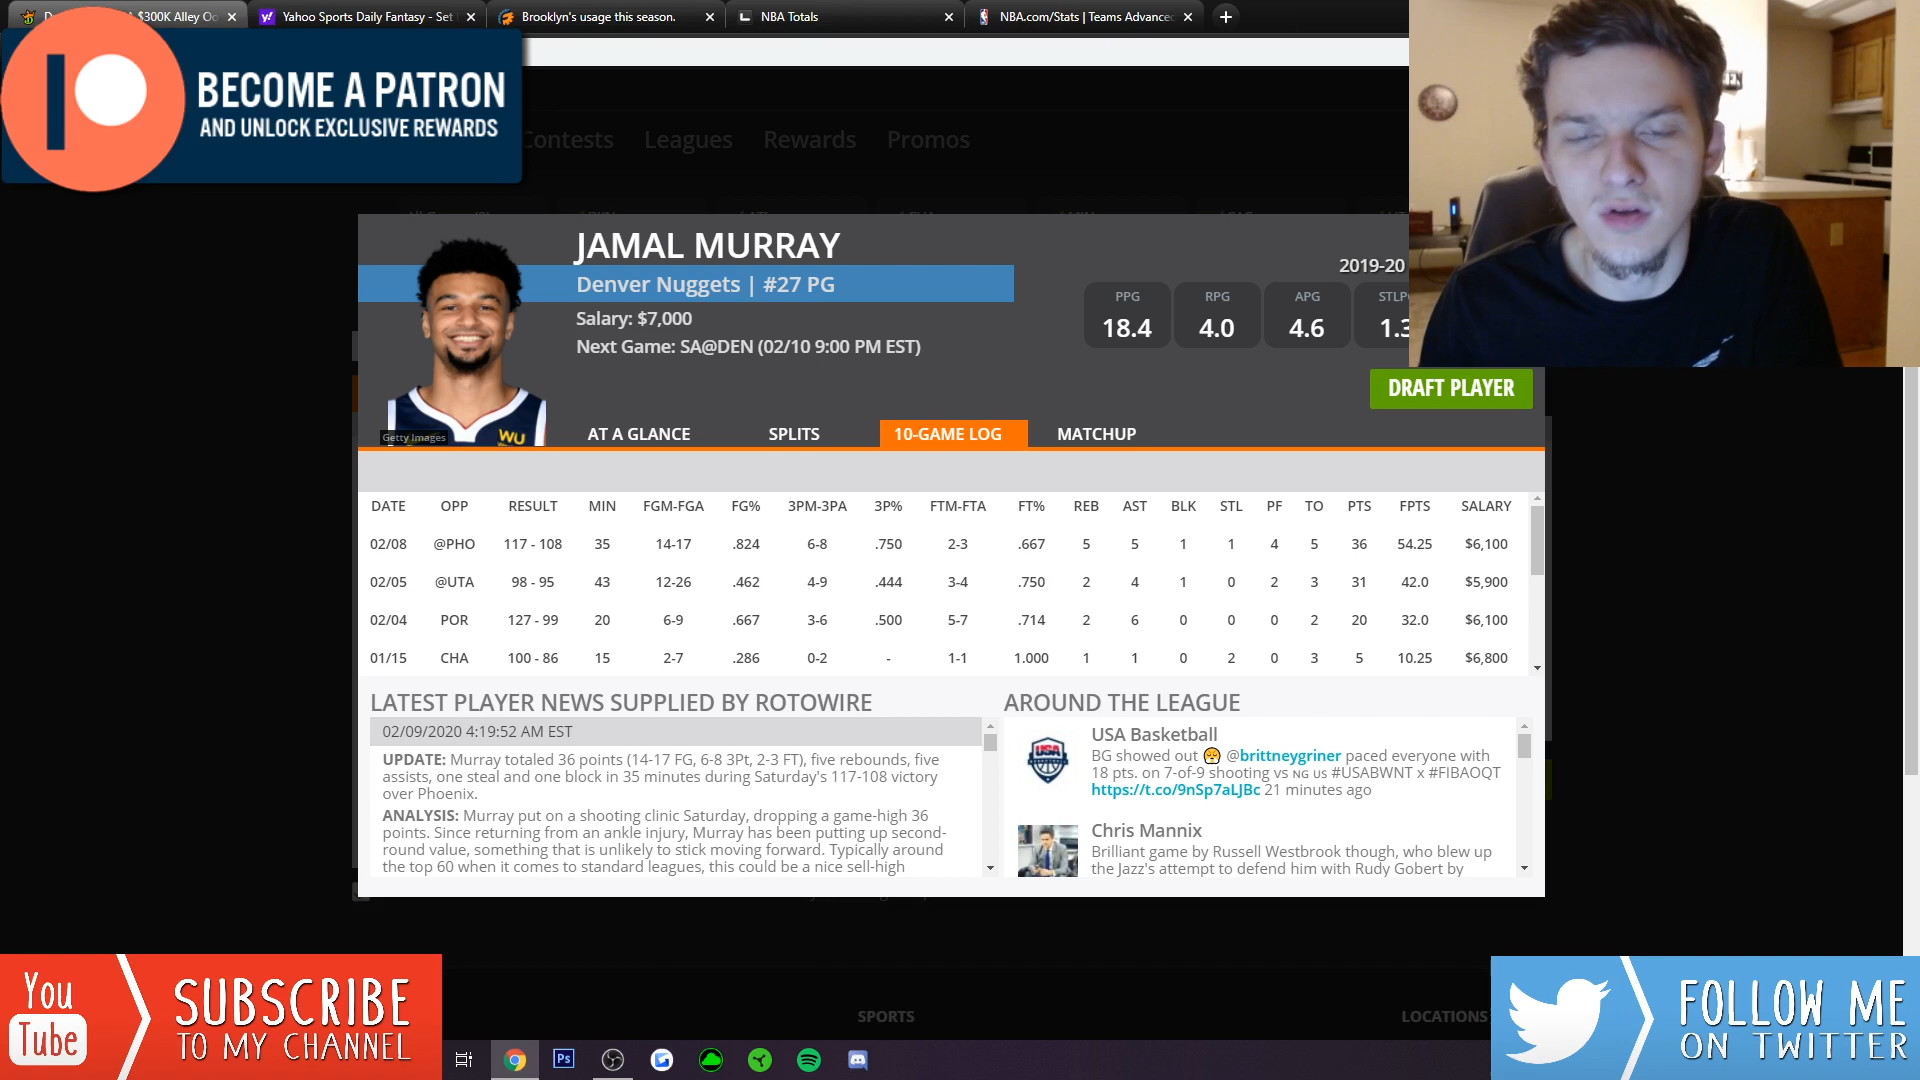 $300K Alley Oo
Yahoo Sports Daily Fantasy - Set
Brooklyn's usage this season.
NBA Totals
NBA.com/Stats | Teams Advanced
BECOME A PATRON
AND UNLOCK EXCLUSIVE REWARDS
Contests Leagues Rewards Promos
JAMAL MURRAY
Denver Nuggets | #27 PG
Salary: $7,000
Next Game: SA@DEN (02/10 9:00 PM EST)
2019-20
PPG RPG APG STLP
18.4 4.0 4.6 1.3
DRAFT PLAYER
WU
Getty Images
AT A GLANCE SPLITS 10-GAME LOG MATCHUP
DATE OPP RESULT MIN FGM-FGA FG% 3PM-3PA 3P% FTM-FTA FT% REB AST BLK STL PF TO PTS FPTS SALARY
02/08 @PHO 117 - 108 35 14-17 .824 6-8 .750 2-3 .667 5 5 1 1 4 5 36 54.25 $6,100
02/05 @UTA 98 - 95 43 12-26 .462 4-9 .444 3-4 .750 2 4 1 0 2 3 31 42.0 $5,900
02/04 POR 127 - 99 20 6-9 .667 3-6 .500 5-7 .714 2 6 0 0 0 2 20 32.0 $6,100
01/15 CHA 100 - 86 15 2-7 .286 0-2 - 1-1 1.000 1 1 0 2 0 3 5 10.25 $6,800
LATEST PLAYER NEWS SUPPLIED BY ROTOWIRE
02/09/2020 4:19:52 AM EST
UPDATE: Murray totaled 36 points (14-17 FG, 6-8 3Pt, 2-3 FT), five rebounds, five
assists, one steal and one block in 35 minutes during Saturday's 117-108 victory
over Phoenix.
ANALYSIS: Murray put on a shooting clinic Saturday, dropping a game-high 36
points. Since returning from an ankle injury, Murray has been putting up second-
round value, something that is unlikely to stick moving forward. Typically around
the top 60 when it comes to standard leagues, this could be a nice sell-high
AROUND THE LEAGUE
USA
USA Basketball
BG showed out 😤 @brittneygriner paced everyone with
18 pts. on 7-of-9 shooting vs NG US #USABWNT x #FIBAOQT
https://t.co/9nSp7aLJBc 21 minutes ago
Chris Mannix
Brilliant game by Russell Westbrook though, who blew up
the Jazz's attempt to defend him with Rudy Gobert by
SPORTS
LOCATIONS
You
Tube
SUBSCRIBE
TO MY CHANNEL
Ps
FOLLOW ME
ON TWITTER